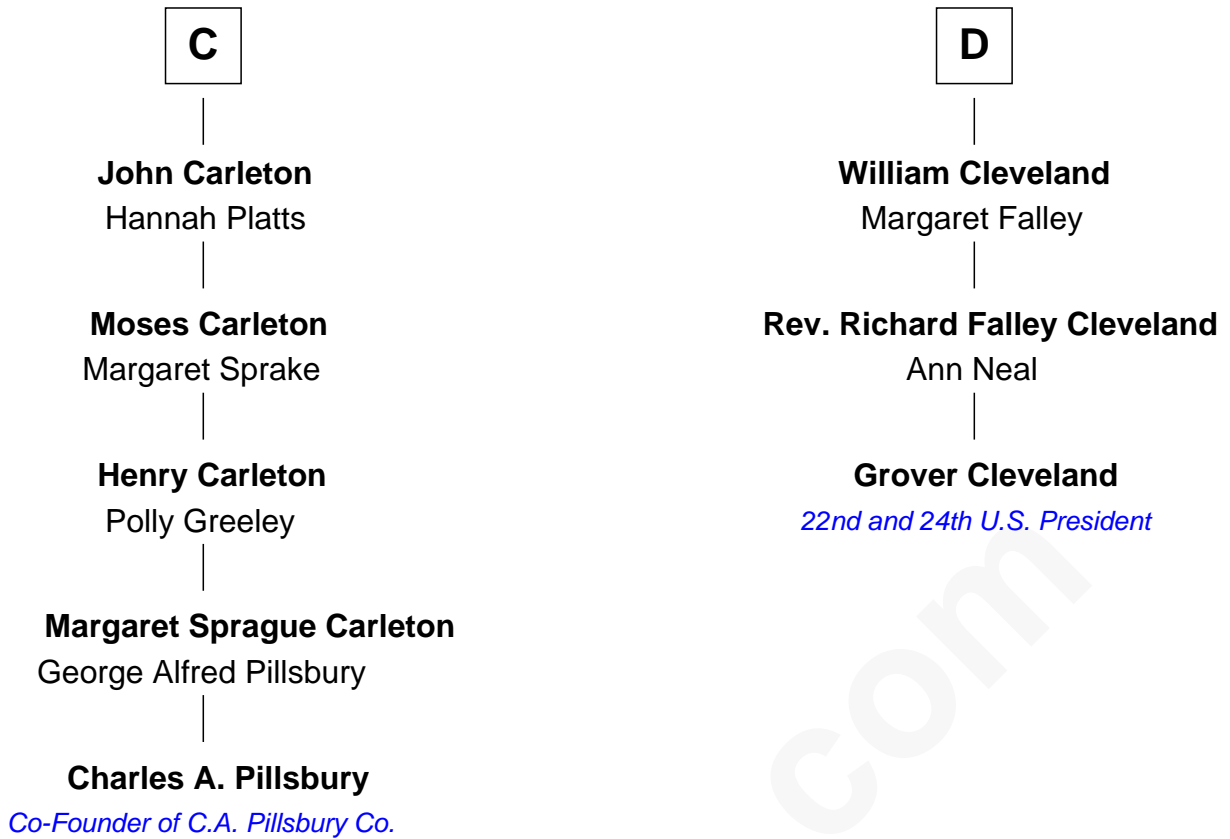 C
John Carleton
Hannah Platts
Moses Carleton
Margaret Sprake
Henry Carleton
Polly Greeley
Margaret Sprague Carleton
George Alfred Pillsbury
Charles A. Pillsbury
Co-Founder of C.A. Pillsbury Co.
D
William Cleveland
Margaret Falley
Rev. Richard Falley Cleveland
Ann Neal
Grover Cleveland
22nd and 24th U.S. President
com